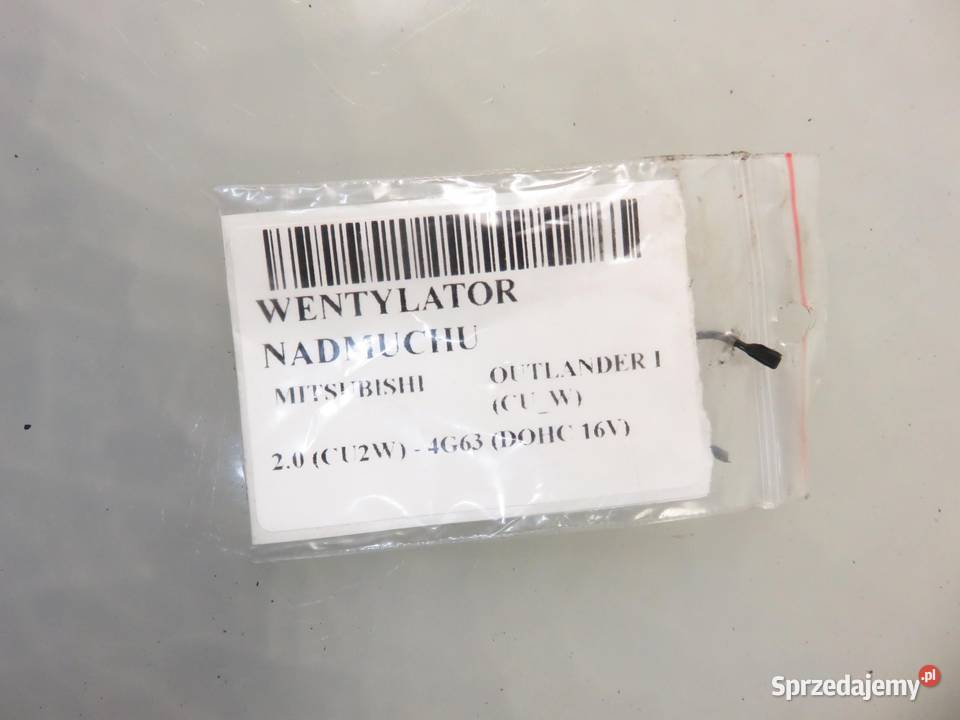 WENTYLATOR
NADMUCHU
MITSUBISHI OUTLANDER I
(CU_W)
2.0 (CU2W) - 4G63 (DOHC 16V)
Sprzedajemy.pl